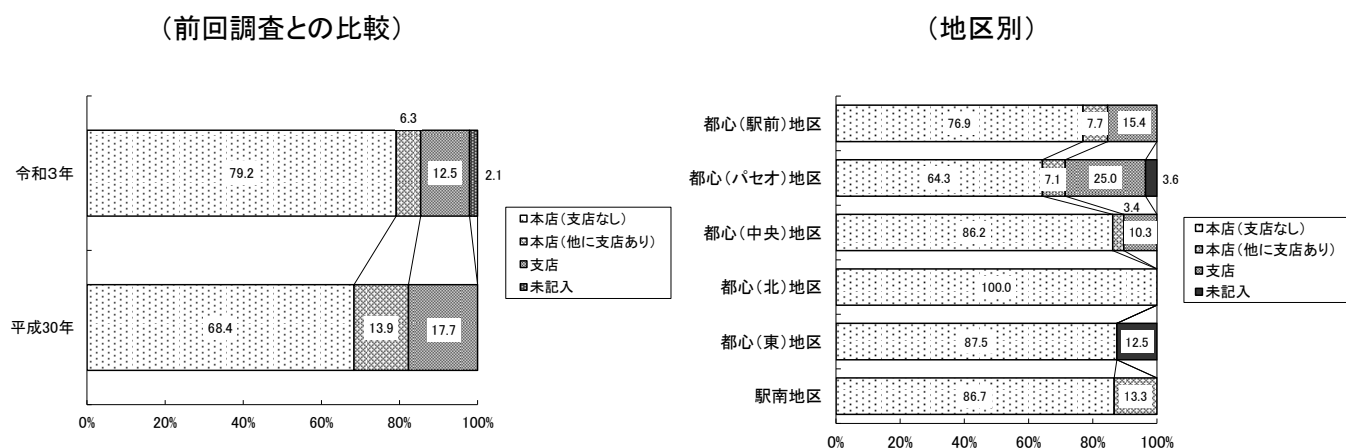 (前回調査との比較)
6.3
令和3年
79.2
12.5
2.1
平成30年
68.4
13.9
17.7
0%
20%
40%
60%
80%
100%
本店(支店なし)
本店(他に支店あり)
支店
未記入
(地区別)
都心(駅前)地区
76.9
7.7
15.4
都心(パセオ)地区
64.3
7.1
25.0
3.6
3.4
都心(中央)地区
86.2
10.3
都心(北)地区
100.0
都心(東)地区
87.5
12.5
駅南地区
86.7
13.3
0%
20%
40%
60%
80%
100%
本店(支店なし)
本店(他に支店あり)
支店
未記入